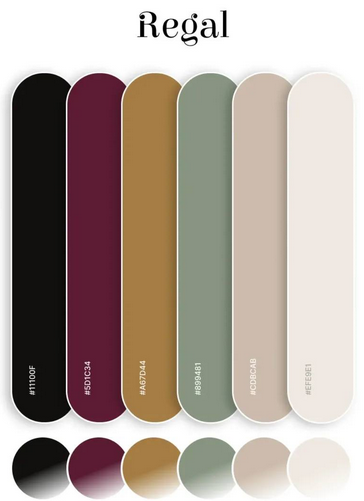 Regal
#11100F
#5D1C34
#A67D44
#899481
#CDBCAB
#EFE9E1